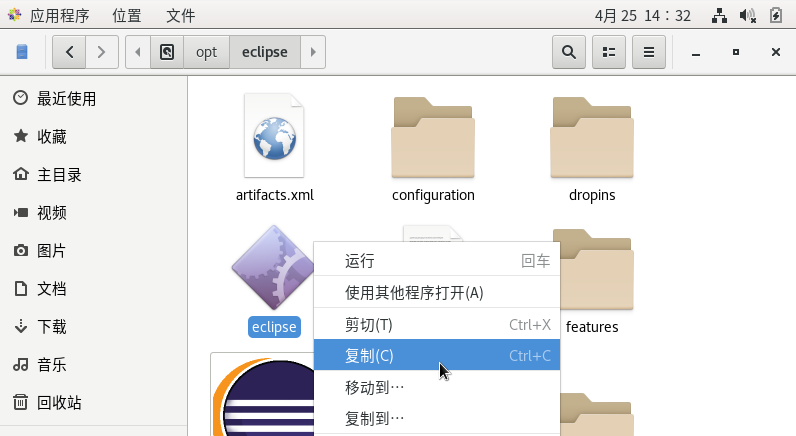 应用程序 位置 文件 4月 25 14：32
opt eclipse
最近使用
收藏
主目录
视频
图片
文档
下载
音乐
回收站
artifacts.xml configuration dropins
eclipse features
运行 回车
使用其他程序打开(A)
剪切(T) Ctrl+X
复制(C) Ctrl+C
移动到…
复制到…